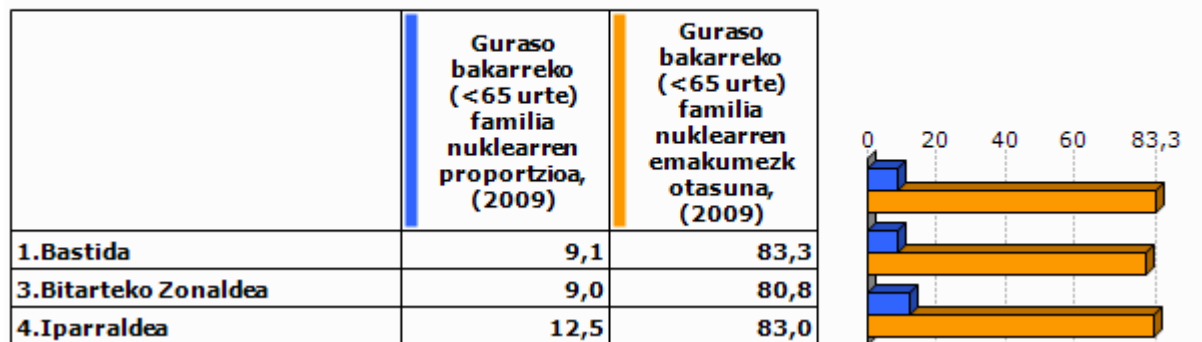 Guraso
bakarreko
(<65 urte)
familia
nuklearren
proportzioa,
(2009)
Guraso
bakarreko
(<65 urte)
familia
nuklearren
emakumezk
otasuna,
(2009)
0 20 40 60 83,3
1.Bastida 9,1 83,3
3.Bitarteko Zonaldea 9,0 80,8
4.Iparraldea 12,5 83,0